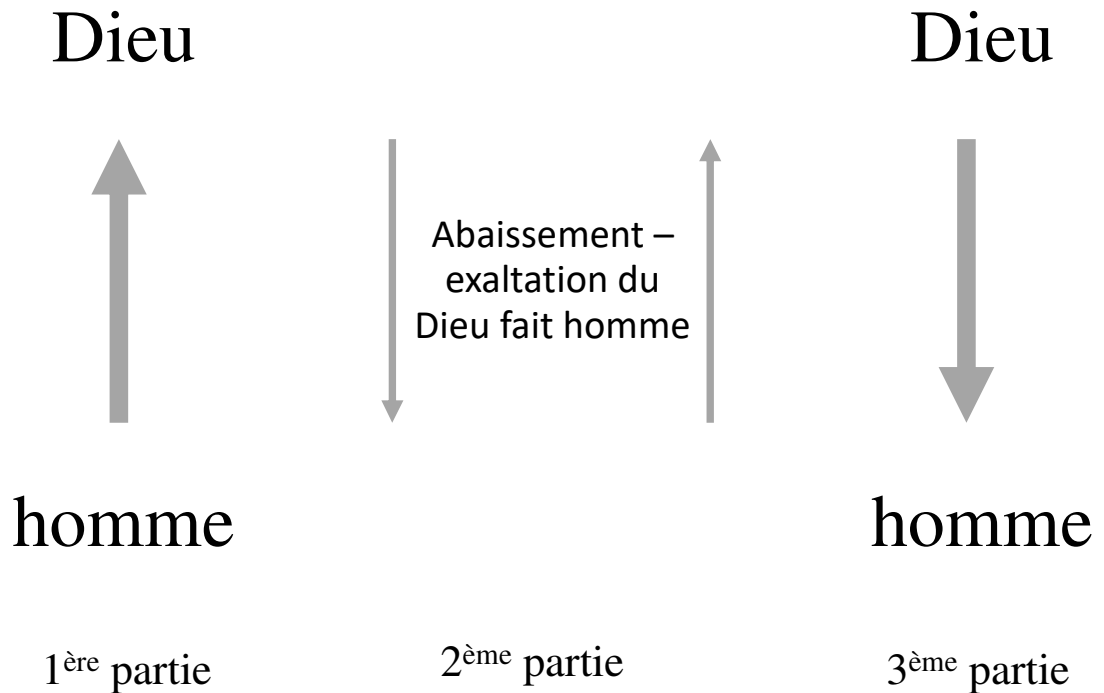 Dieu
Dieu
Abaissement –
exaltation du
Dieu fait homme
homme
homme
1ère partie
2ème partie
3ème partie